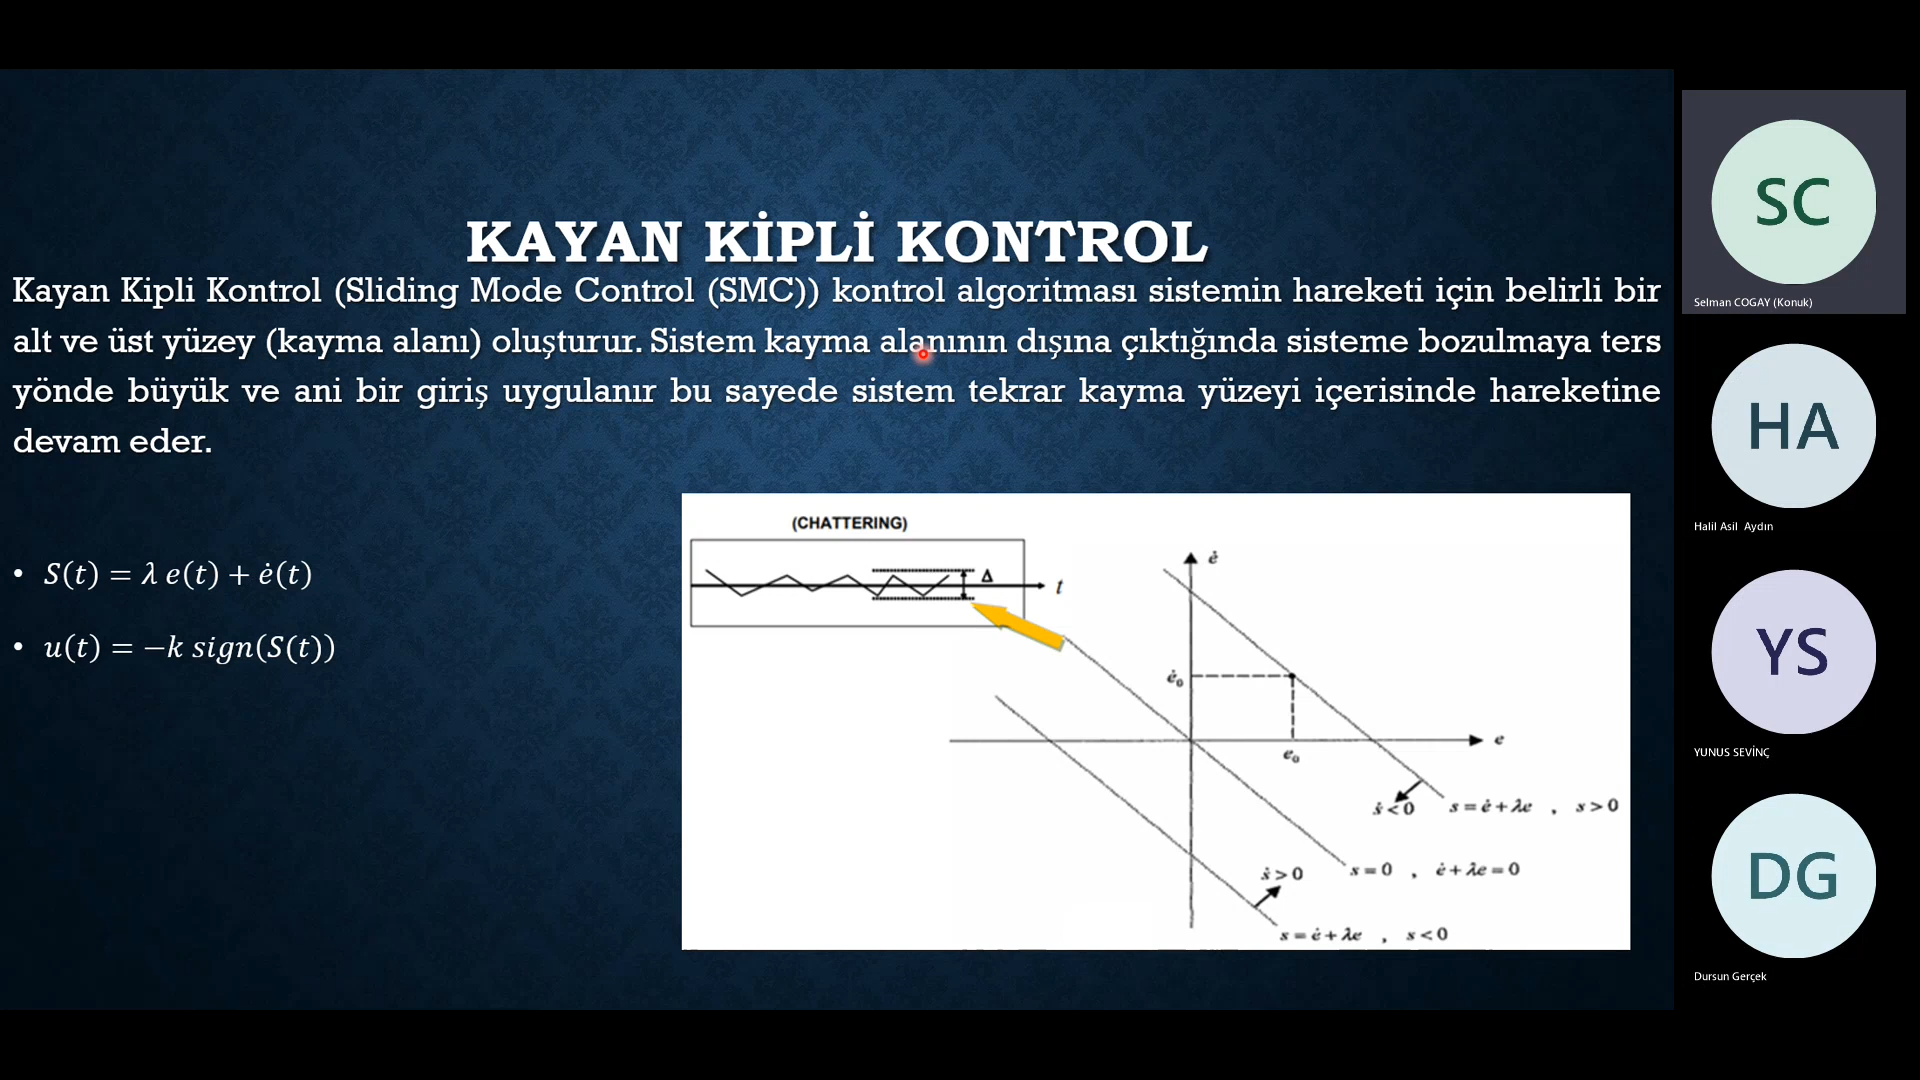 KAYAN KİPLİ KONTROL
Kayan Kipli Kontrol (Sliding Mode Control (SMC)) kontrol algoritması sistemin hareketi için belirli bir
alt ve üst yüzey (kayma alanı) oluşturur. Sistem kayma alanının dışına çıktığında sisteme bozulmaya ters
yönde büyük ve ani bir giriş uygulanır bu sayede sistem tekrar kayma yüzeyi içerisinde hareketine
devam eder.
• S(t) = λ e(t) + ė(t)
• u(t) = −k sign(S(t))
(CHATTERING)
Δ
t
ė
ė₀
e
e₀
ṡ < 0
s = ė + λe , s > 0
ṡ > 0
s = 0 , ė + λe = 0
s = ė + λe , s < 0
SC
Selman COGAY (Konuk)
HA
Halil Asil Aydın
YS
YUNUS SEVİNÇ
DG
Dursun Gerçek